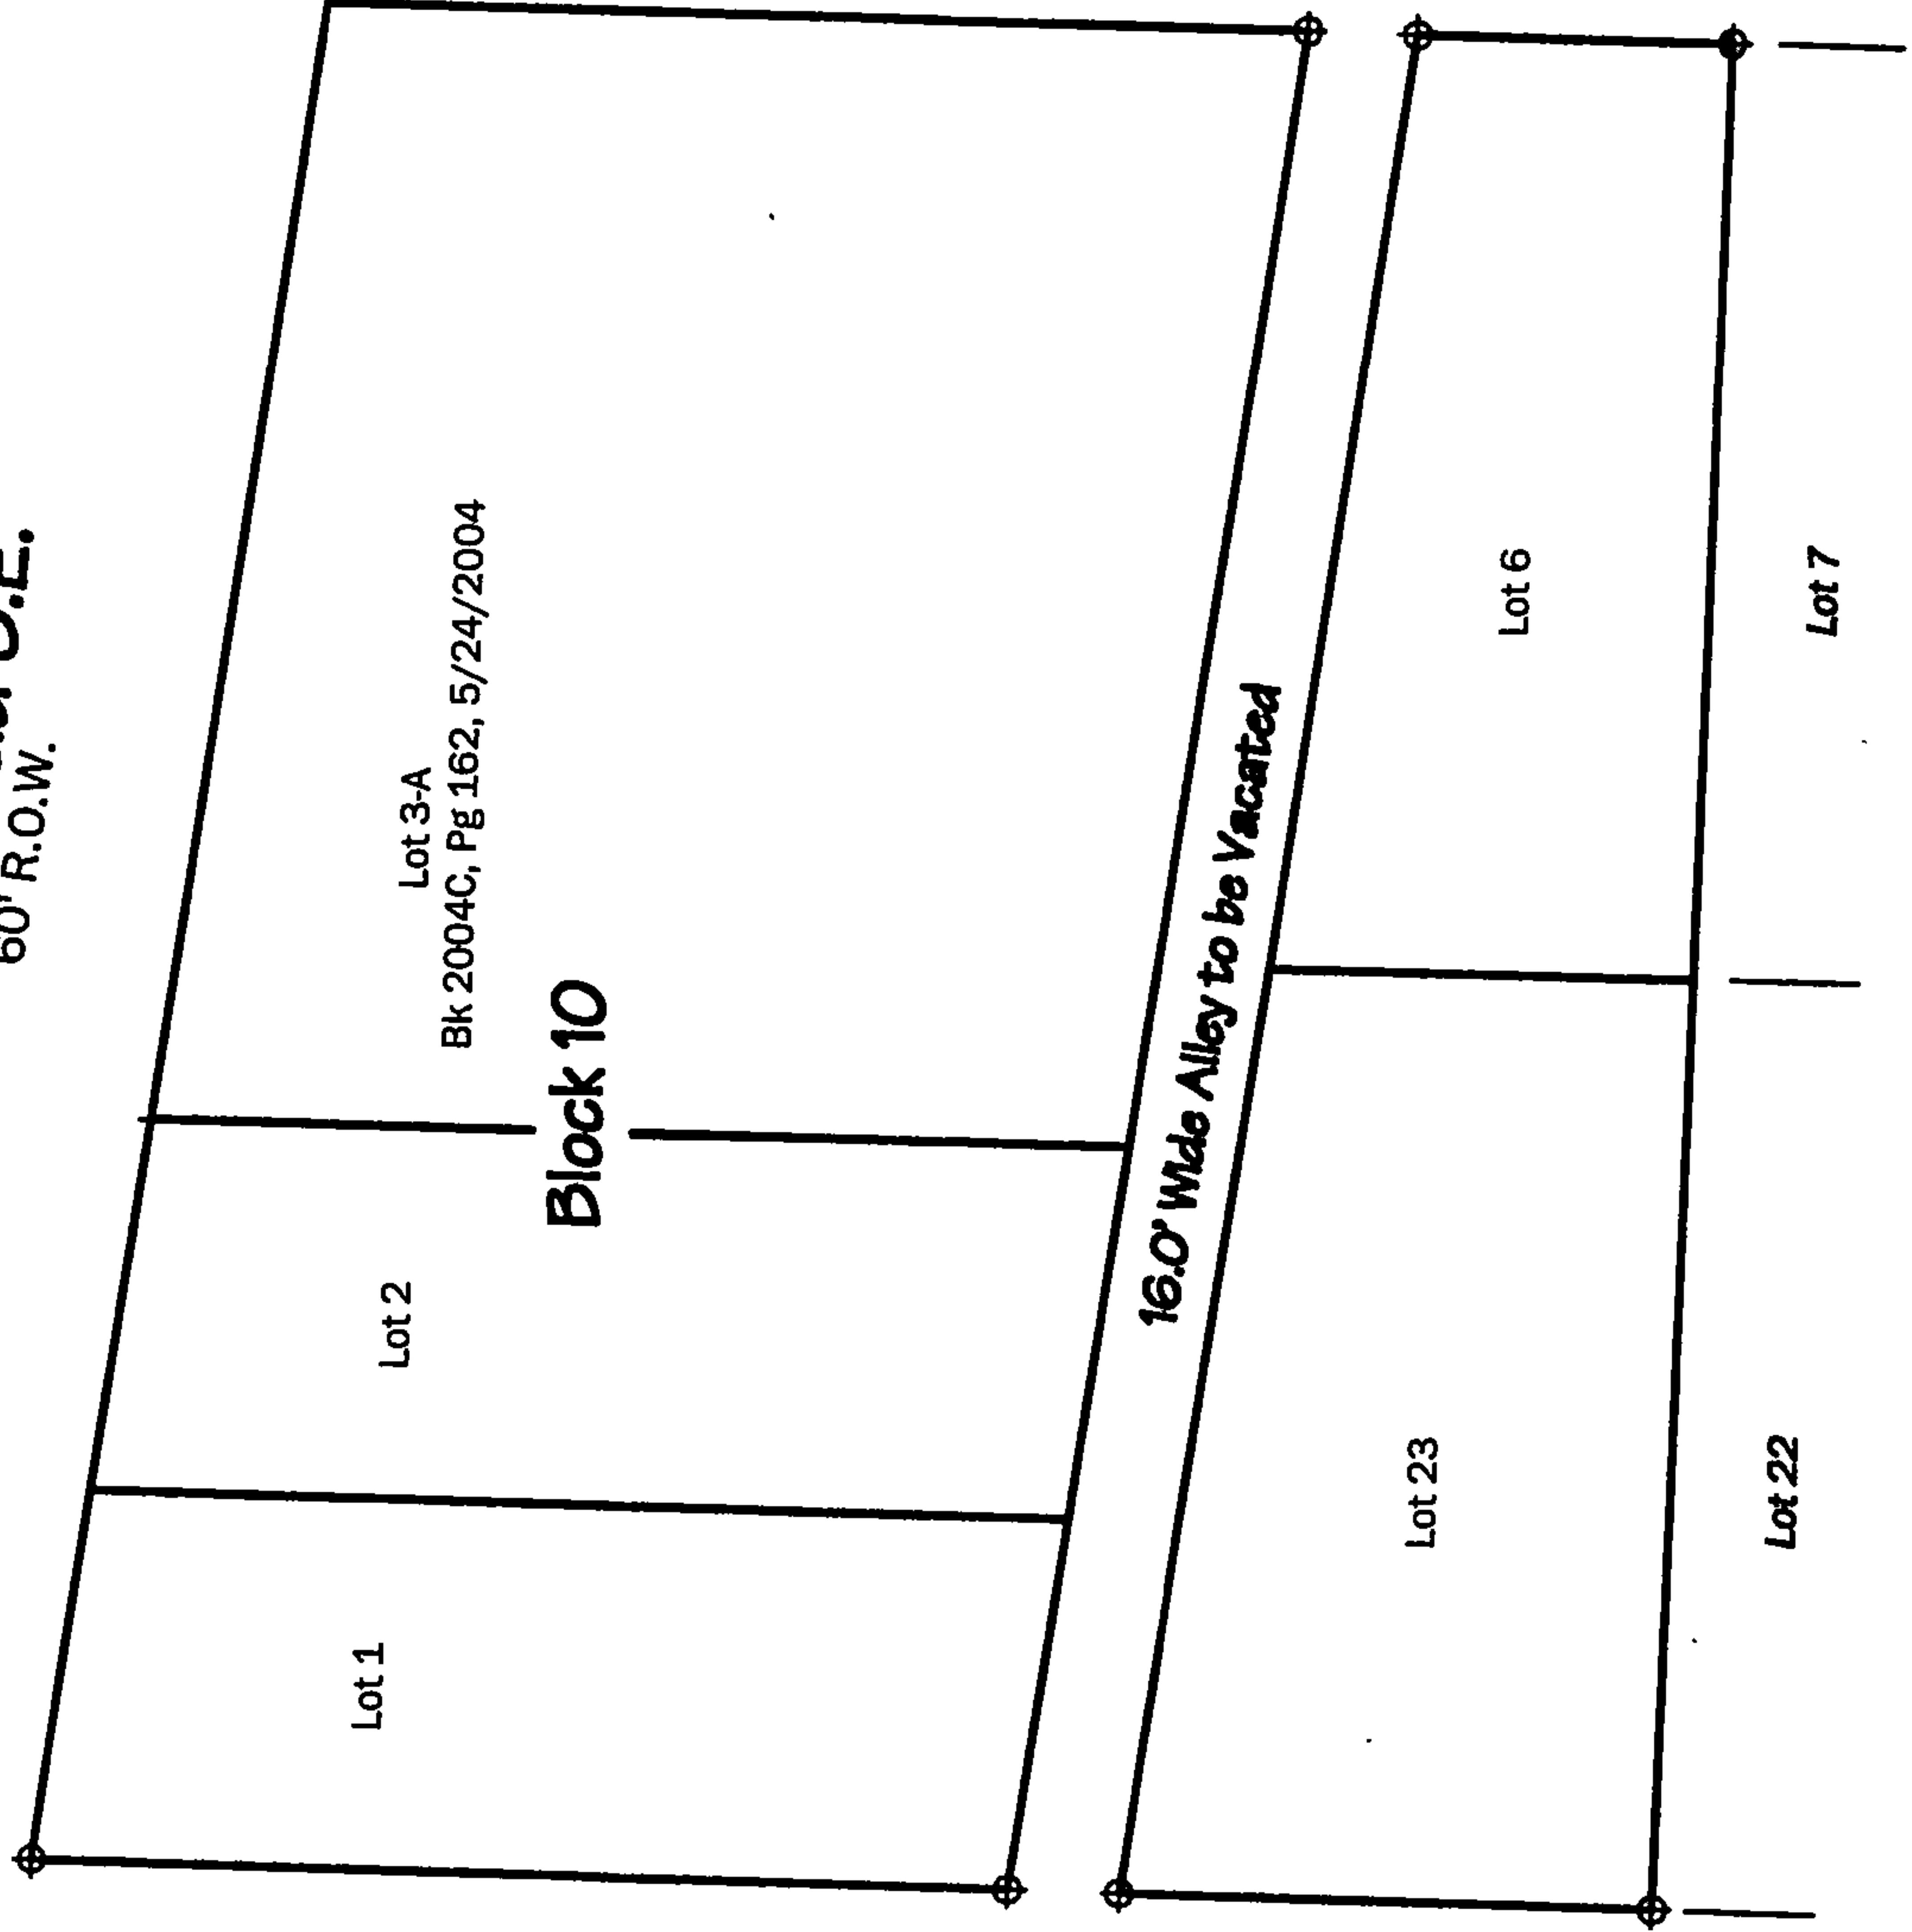 60' R.O.W.
Lot 1
Lot 2
Lot 3-A
Bk 2004C, Pg 162, 5/24/2004
Block 10
16.0' Wide Alley to be Vacated
Lot 23
Lot 6
Lot 22
Lot 7